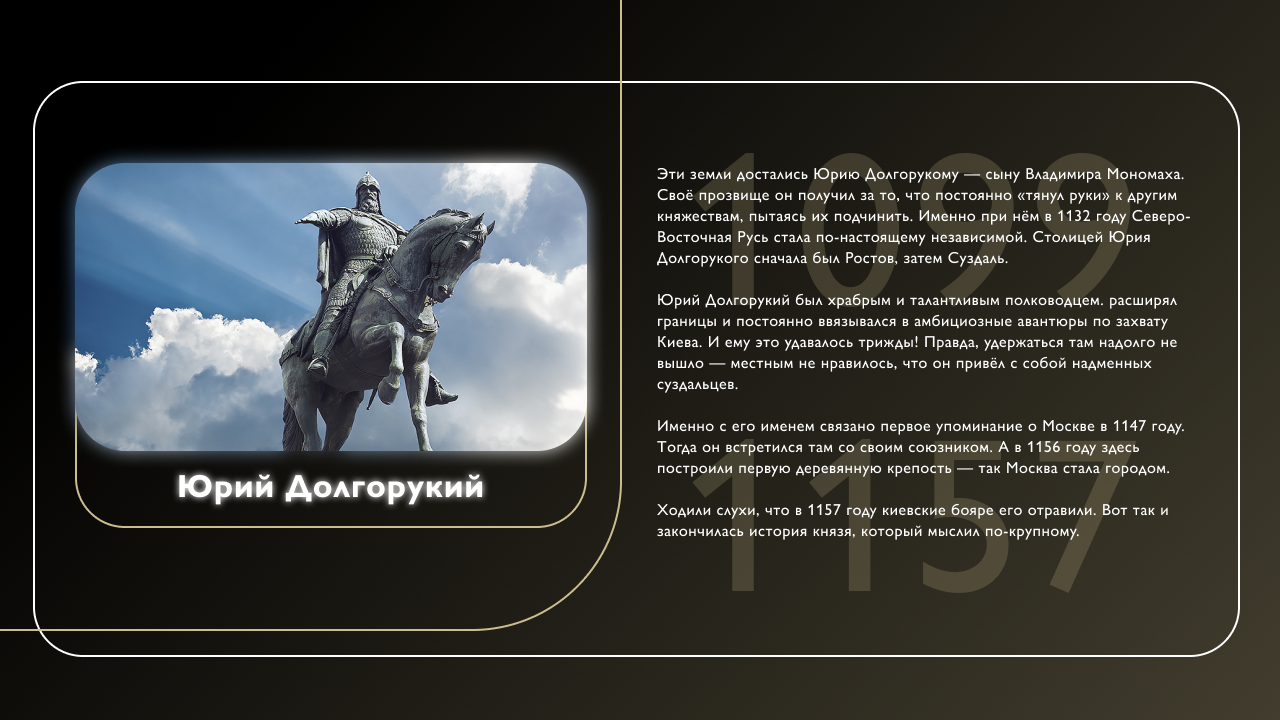 Юрий Долгорукий
1099
1157
Эти земли достались Юрию Долгорукому — сыну Владимира Мономаха.
Своё прозвище он получил за то, что постоянно «тянул руки» к другим
княжествам, пытаясь их подчинить. Именно при нём в 1132 году Северо-
Восточная Русь стала по-настоящему независимой. Столицей Юрия
Долгорукого сначала был Ростов, затем Суздаль.
Юрий Долгорукий был храбрым и талантливым полководцем. расширял
границы и постоянно ввязывался в амбициозные авантюры по захвату
Киева. И ему это удавалось трижды! Правда, удержаться там надолго не
вышло — местным не нравилось, что он привёл с собой надменных
суздальцев.
Именно с его именем связано первое упоминание о Москве в 1147 году.
Тогда он встретился там со своим союзником. А в 1156 году здесь
построили первую деревянную крепость — так Москва стала городом.
Ходили слухи, что в 1157 году киевские бояре его отравили. Вот так и
закончилась история князя, который мыслил по-крупному.